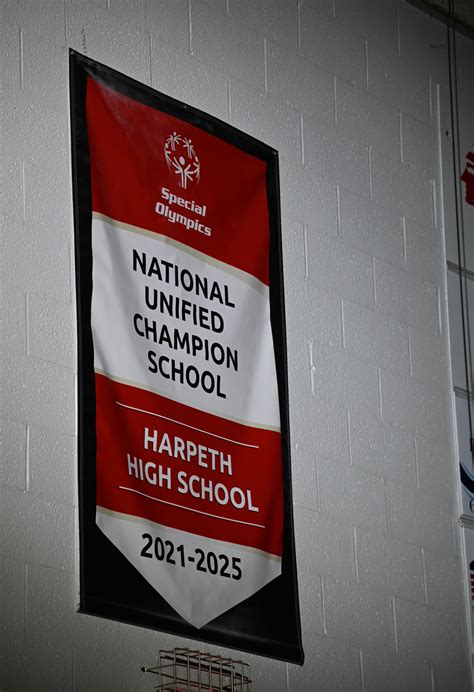 Special
Olympics
NATIONAL
UNIFIED
CHAMPION
SCHOOL
HARPETH
HIGH SCHOOL
2021-2025